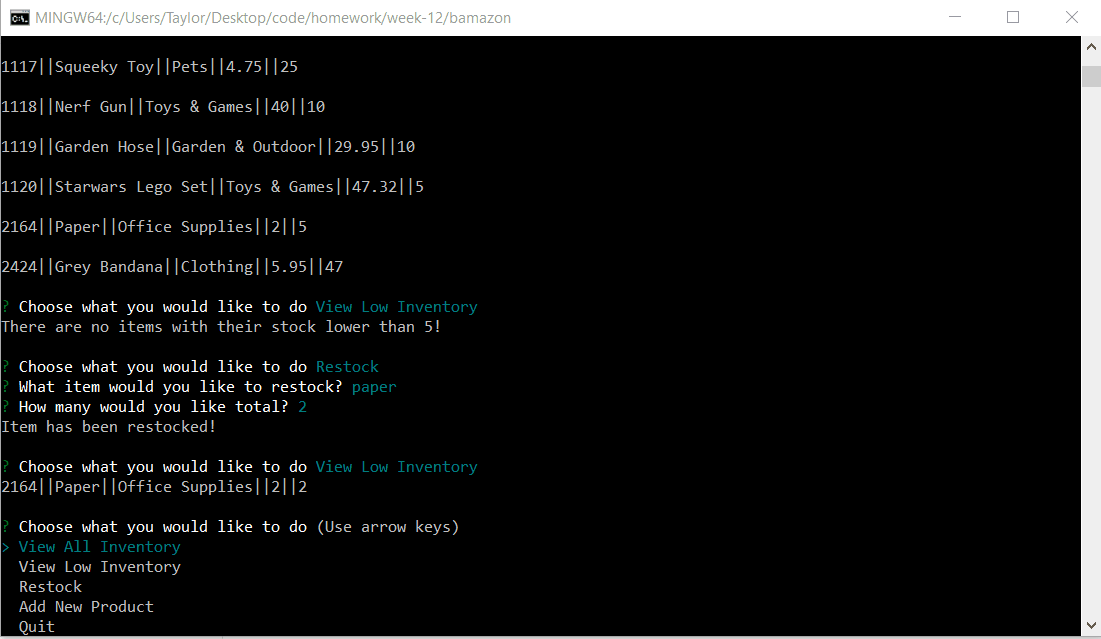 MINGW64:/c/Users/Taylor/Desktop/code/homework/week-12/bamazon
1117||Squeeky Toy||Pets||4.75||25
1118||Nerf Gun||Toys & Games||40||10
1119||Garden Hose||Garden & Outdoor||29.95||10
1120||Starwars Lego Set||Toys & Games||47.32||5
2164||Paper||Office Supplies||2||5
2424||Grey Bandana||Clothing||5.95||47
? Choose what you would like to do View Low Inventory
There are no items with their stock lower than 5!
? Choose what you would like to do Restock
? What item would you like to restock? paper
? How many would you like total? 2
Item has been restocked!
? Choose what you would like to do View Low Inventory
2164||Paper||Office Supplies||2||2
? Choose what you would like to do (Use arrow keys)
> View All Inventory
View Low Inventory
Restock
Add New Product
Quit